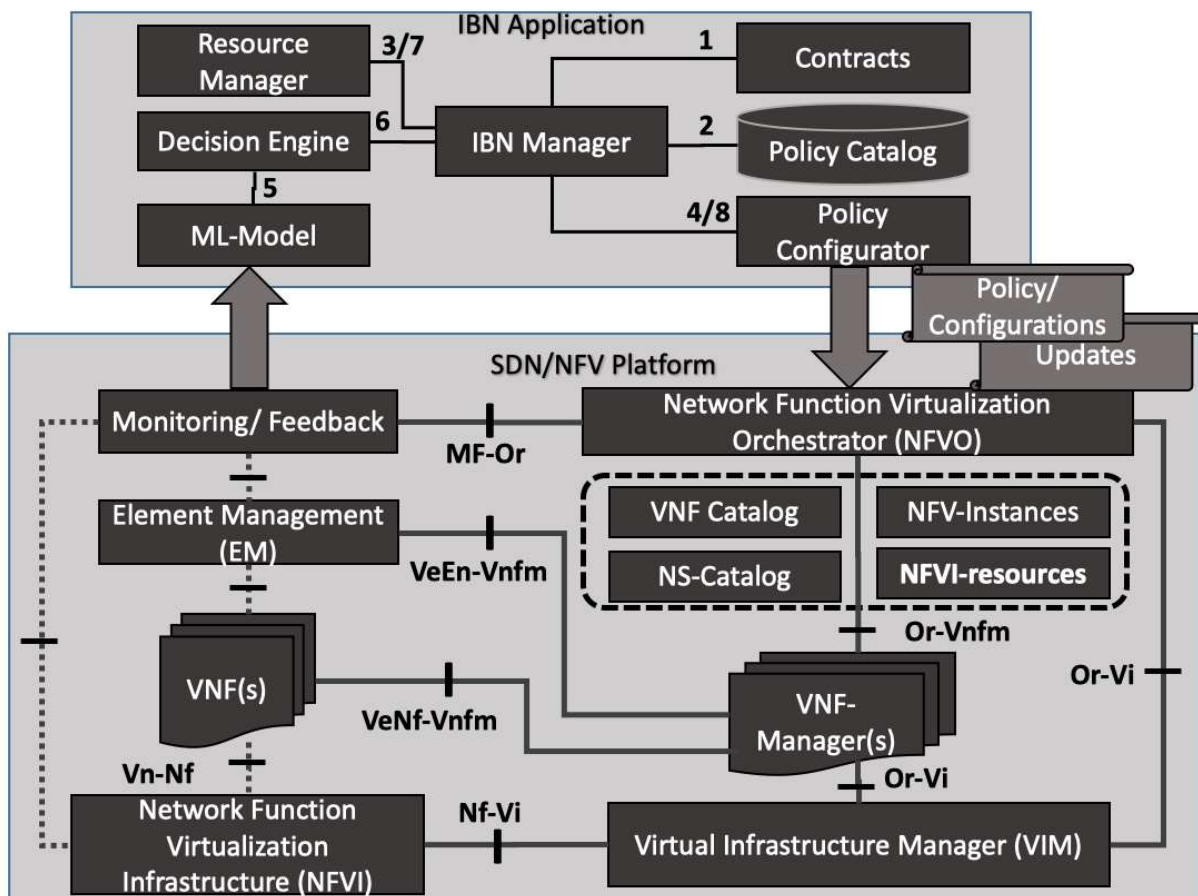 IBN Application
Resource
Manager
3/7
1
Contracts
Decision Engine
6
IBN Manager
2
Policy Catalog
5
ML-Model
4/8
Policy
Configurator
Policy/
Configurations
Updates
SDN/NFV Platform
Monitoring/ Feedback
MF-Or
Network Function Virtualization
Orchestrator (NFVO)
Element Management
(EM)
VeEn-Vnfm
VNF Catalog
NFV-Instances
NS-Catalog
NFVI-resources
Or-Vnfm
VNF(s)
VeNf-Vnfm
VNF-
Manager(s)
Or-Vi
Vn-Nf
Or-Vi
Network Function
Virtualization
Infrastructure (NFVI)
Nf-Vi
Virtual Infrastructure Manager (VIM)